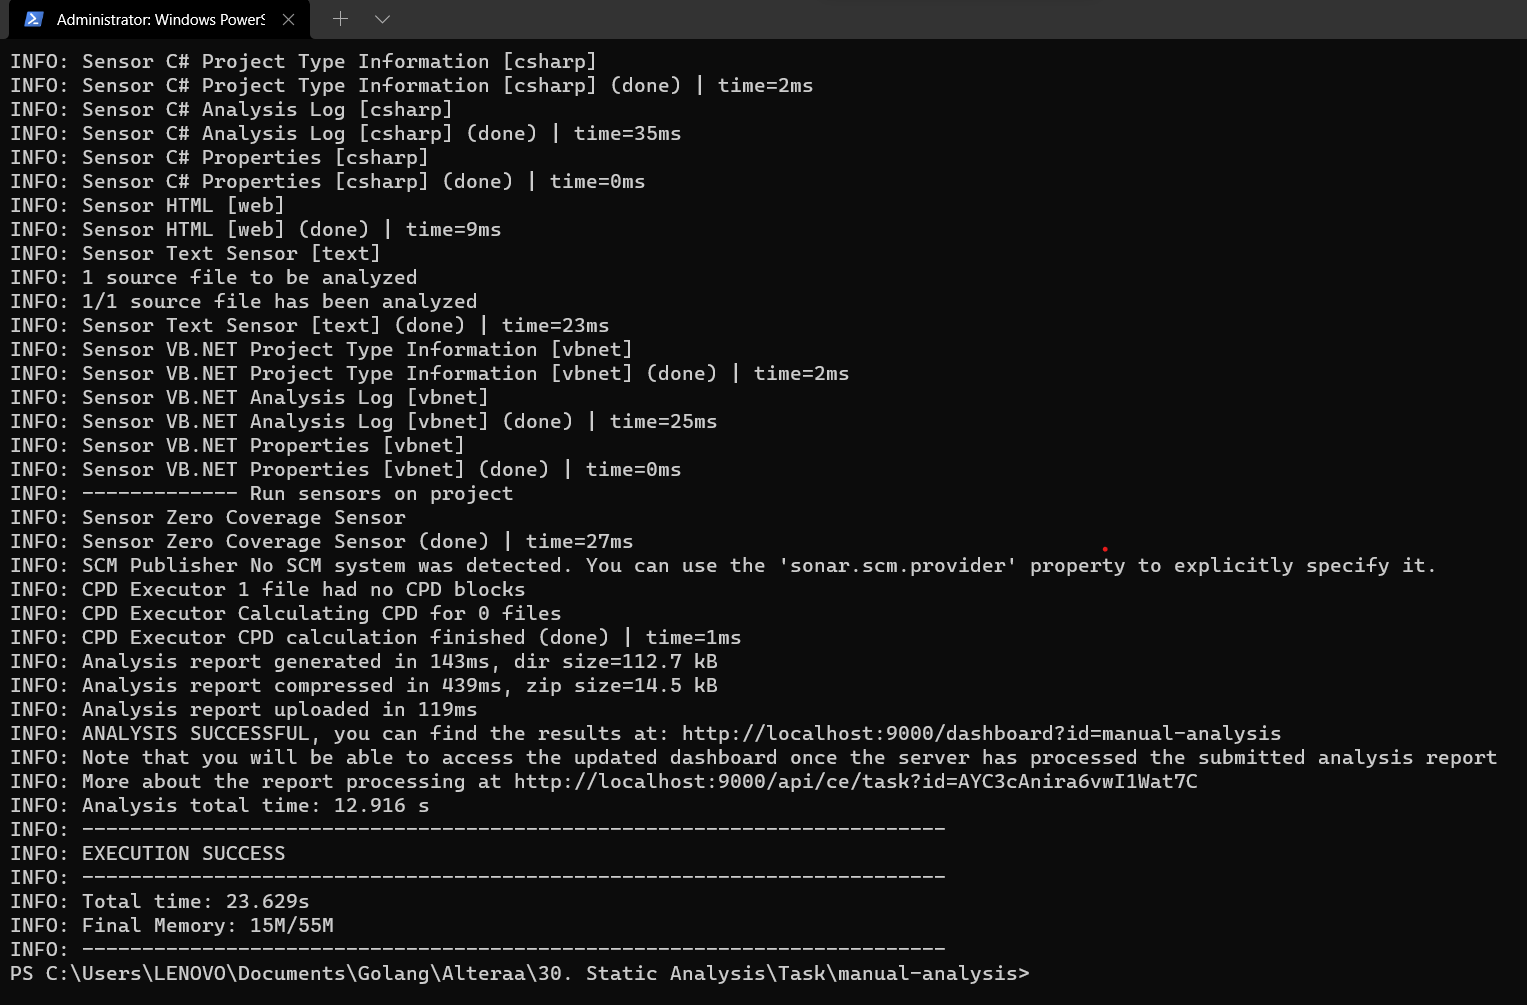 Administrator: Windows PowerS
INFO: Sensor C# Project Type Information [csharp]
INFO: Sensor C# Project Type Information [csharp] (done) | time=2ms
INFO: Sensor C# Analysis Log [csharp]
INFO: Sensor C# Analysis Log [csharp] (done) | time=35ms
INFO: Sensor C# Properties [csharp]
INFO: Sensor C# Properties [csharp] (done) | time=0ms
INFO: Sensor HTML [web]
INFO: Sensor HTML [web] (done) | time=9ms
INFO: Sensor Text Sensor [text]
INFO: 1 source file to be analyzed
INFO: 1/1 source file has been analyzed
INFO: Sensor Text Sensor [text] (done) | time=23ms
INFO: Sensor VB.NET Project Type Information [vbnet]
INFO: Sensor VB.NET Project Type Information [vbnet] (done) | time=2ms
INFO: Sensor VB.NET Analysis Log [vbnet]
INFO: Sensor VB.NET Analysis Log [vbnet] (done) | time=25ms
INFO: Sensor VB.NET Properties [vbnet]
INFO: Sensor VB.NET Properties [vbnet] (done) | time=0ms
INFO: ------------- Run sensors on project
INFO: Sensor Zero Coverage Sensor
INFO: Sensor Zero Coverage Sensor (done) | time=27ms
INFO: SCM Publisher No SCM system was detected. You can use the 'sonar.scm.provider' property to explicitly specify it.
INFO: CPD Executor 1 file had no CPD blocks
INFO: CPD Executor Calculating CPD for 0 files
INFO: CPD Executor CPD calculation finished (done) | time=1ms
INFO: Analysis report generated in 143ms, dir size=112.7 kB
INFO: Analysis report compressed in 439ms, zip size=14.5 kB
INFO: Analysis report uploaded in 119ms
INFO: ANALYSIS SUCCESSFUL, you can find the results at: http://localhost:9000/dashboard?id=manual-analysis
INFO: Note that you will be able to access the updated dashboard once the server has processed the submitted analysis report
INFO: More about the report processing at http://localhost:9000/api/ce/task?id=AYC3cAnira6vwI1Wat7C
INFO: Analysis total time: 12.916 s
INFO: ------------------------------------------------------------------------
INFO: EXECUTION SUCCESS
INFO: ------------------------------------------------------------------------
INFO: Total time: 23.629s
INFO: Final Memory: 15M/55M
INFO: ------------------------------------------------------------------------
PS C:\Users\LENOVO\Documents\Golang\Alteraa\30. Static Analysis\Task\manual-analysis>